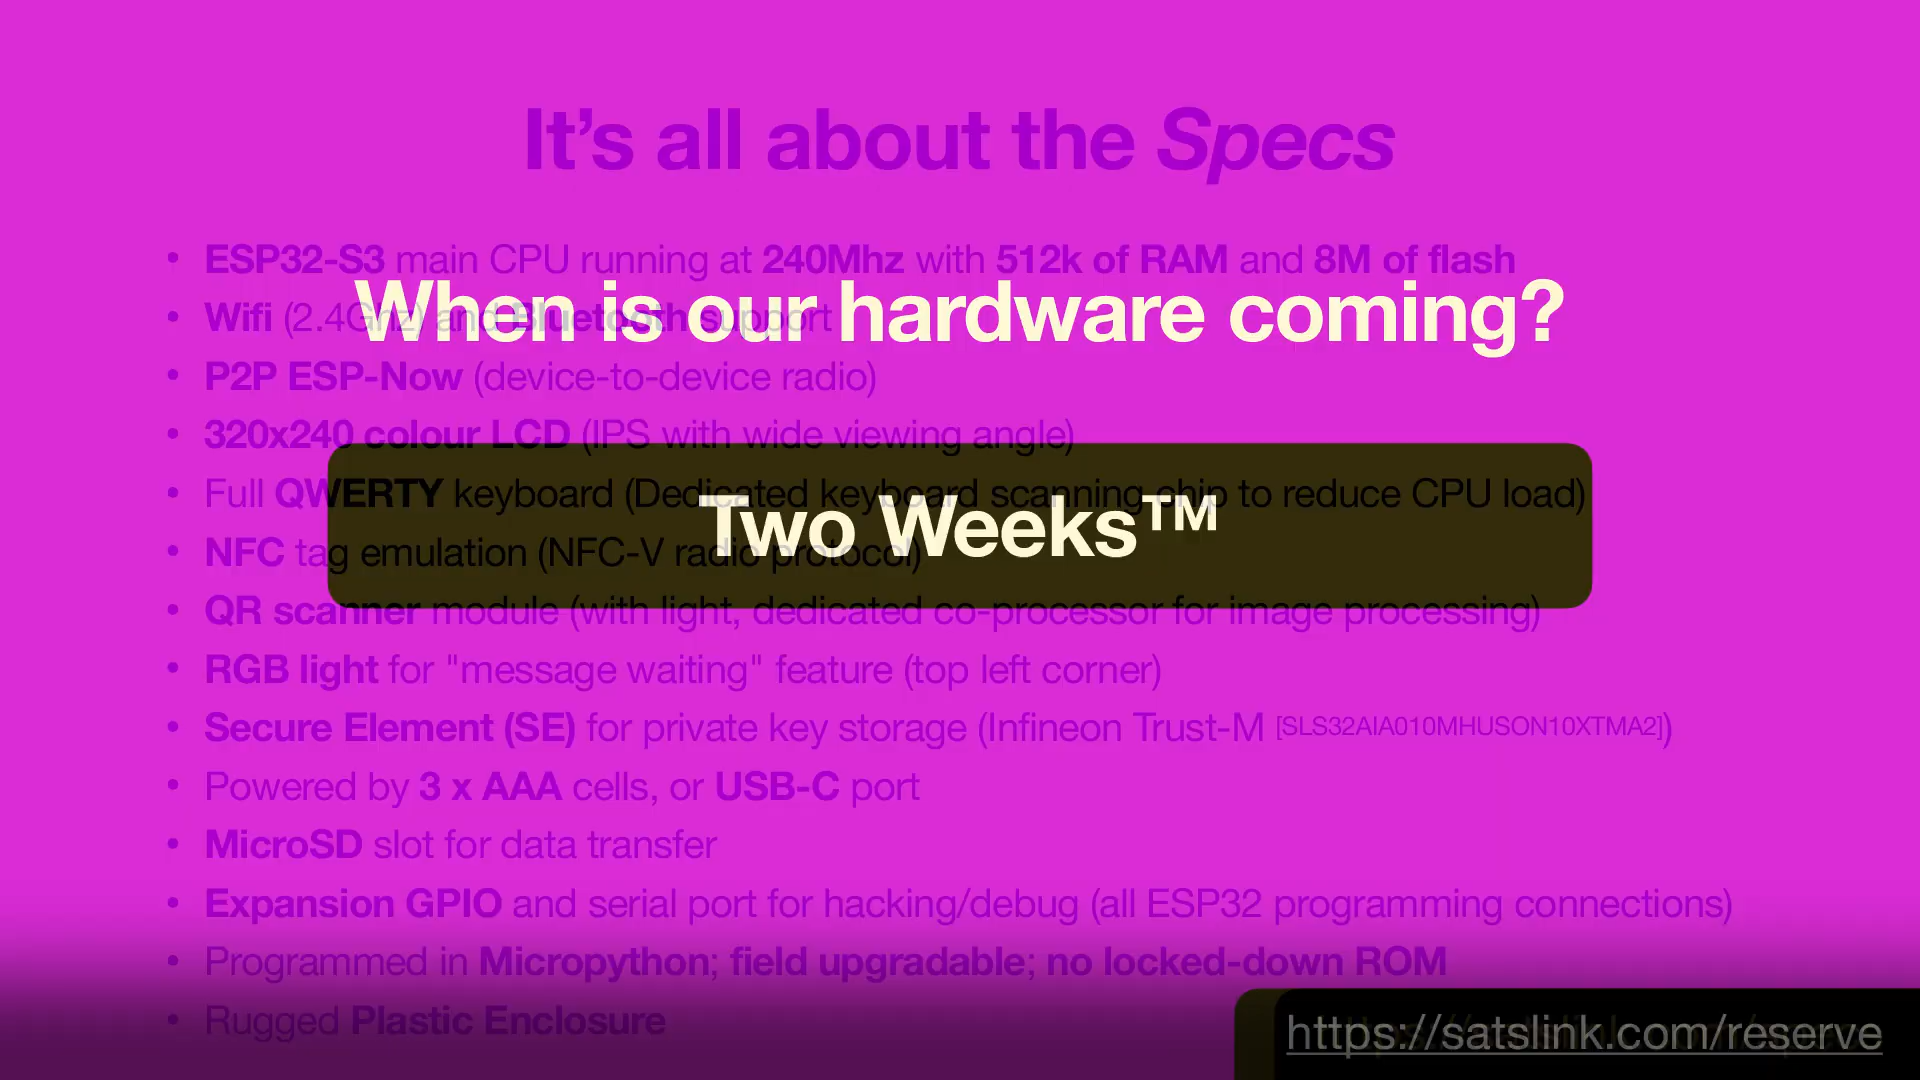 It’s all about the Specs
• ESP32-S3 main CPU running at 240Mhz with 512k of RAM and 8M of flash
When is our hardware coming?
• Wifi (2.4Ghz) and Bluetooth support
• P2P ESP-Now (device-to-device radio)
• 320x240 colour LCD (IPS with wide viewing angle)
• Full QWERTY keyboard (Dedicated keyboard scanning chip to reduce CPU load)
Two Weeks™
• NFC tag emulation (NFC-V radio protocol)
• QR scanner module (with light, dedicated co-processor for image processing)
• RGB light for "message waiting" feature (top left corner)
• Secure Element (SE) for private key storage (Infineon Trust-M [SLS32AIA010MHUSON10XTMA2])
• Powered by 3 x AAA cells, or USB-C port
• MicroSD slot for data transfer
• Expansion GPIO and serial port for hacking/debug (all ESP32 programming connections)
• Programmed in Micropython; field upgradable; no locked-down ROM
• Rugged Plastic Enclosure
https://satslink.com/reserve